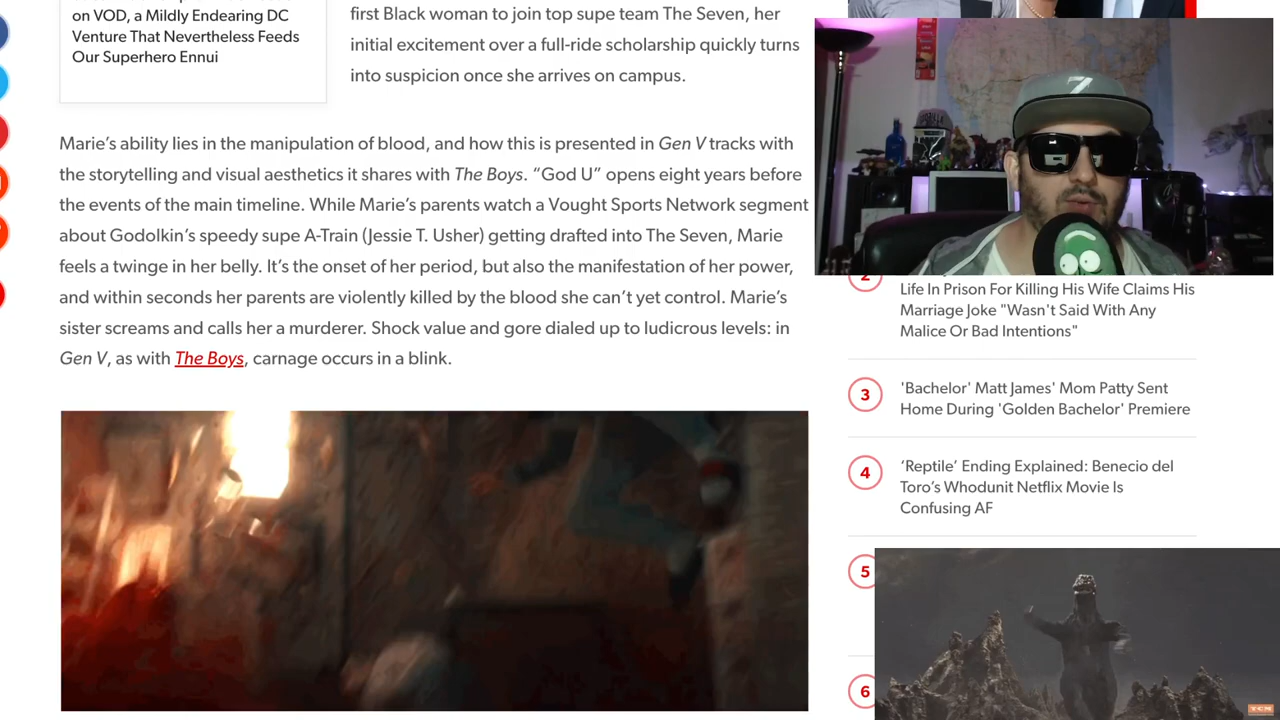 on VOD, a Mildly Endearing DC
Venture That Nevertheless Feeds
Our Superhero Ennui
first Black woman to join top supe team The Seven, her
initial excitement over a full-ride scholarship quickly turns
into suspicion once she arrives on campus.
Marie’s ability lies in the manipulation of blood, and how this is presented in Gen V tracks with
the storytelling and visual aesthetics it shares with The Boys. “God U” opens eight years before
the events of the main timeline. While Marie’s parents watch a Vought Sports Network segment
about Godolkin’s speedy supe A-Train (Jessie T. Usher) getting drafted into The Seven, Marie
feels a twinge in her belly. It’s the onset of her period, but also the manifestation of her power,
and within seconds her parents are violently killed by the blood she can’t yet control. Marie’s
sister screams and calls her a murderer. Shock value and gore dialed up to ludicrous levels: in
Gen V, as with The Boys, carnage occurs in a blink.
2
Life In Prison For Killing His Wife Claims His
Marriage Joke "Wasn't Said With Any
Malice Or Bad Intentions"
3
'Bachelor' Matt James' Mom Patty Sent
Home During 'Golden Bachelor' Premiere
4
‘Reptile’ Ending Explained: Benecio del
Toro’s Whodunit Netflix Movie Is
Confusing AF
5
6
TCM